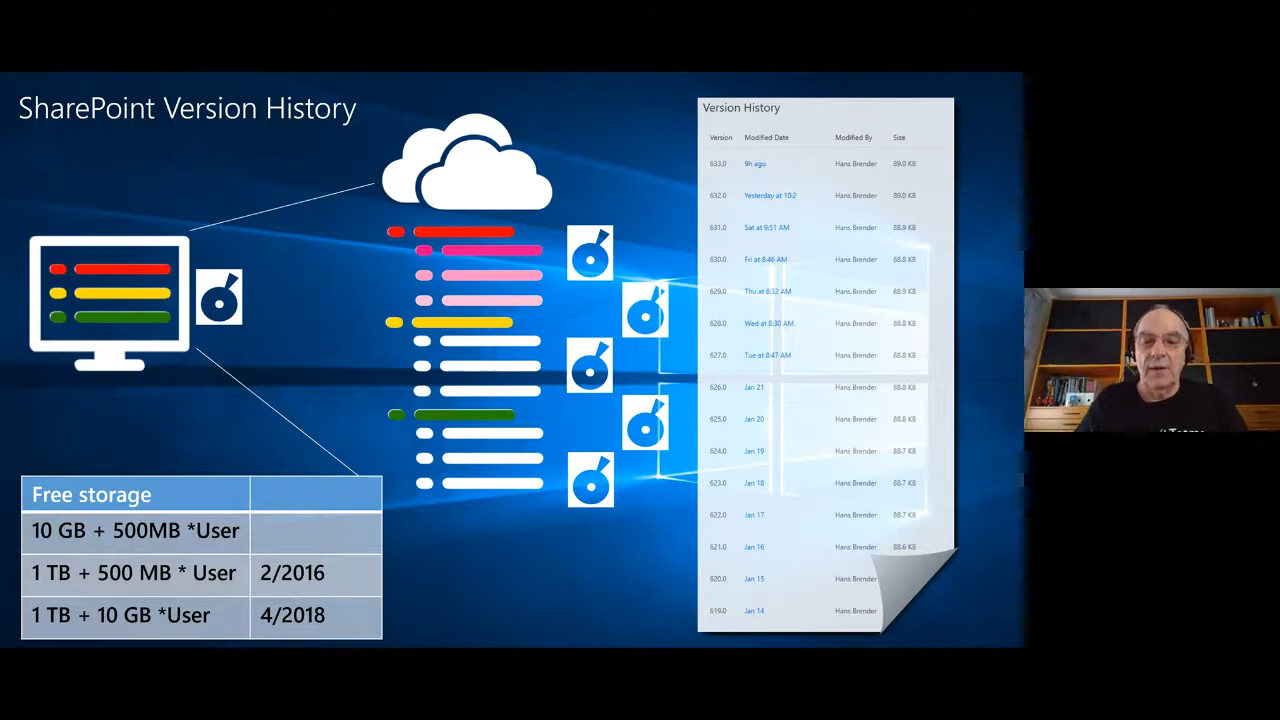 SharePoint Version History
Version History
Version Modified Date Modified By Size
633.0 9h ago Hans Brender 89.0 KB
632.0 Yesterday at 10:2 Hans Brender 89.0 KB
631.0 Sat at 9:51 AM Hans Brender 88.9 KB
630.0 Fri at 8:46 AM Hans Brender 88.8 KB
629.0 Thu at 8:32 AM Hans Brender 88.9 KB
628.0 Wed at 8:30 AM Hans Brender 88.8 KB
627.0 Tue at 8:47 AM Hans Brender 88.8 KB
626.0 Jan 21 Hans Brender 88.8 KB
625.0 Jan 20 Hans Brender 88.8 KB
624.0 Jan 19 Hans Brender 88.7 KB
623.0 Jan 18 Hans Brender 88.7 KB
622.0 Jan 17 Hans Brender 88.7 KB
621.0 Jan 16 Hans Brender 88.6 KB
620.0 Jan 15 Hans Brender
619.0 Jan 14 Hans Brender
Free storage
10 GB + 500MB *User
1 TB + 500 MB * User 2/2016
1 TB + 10 GB *User 4/2018